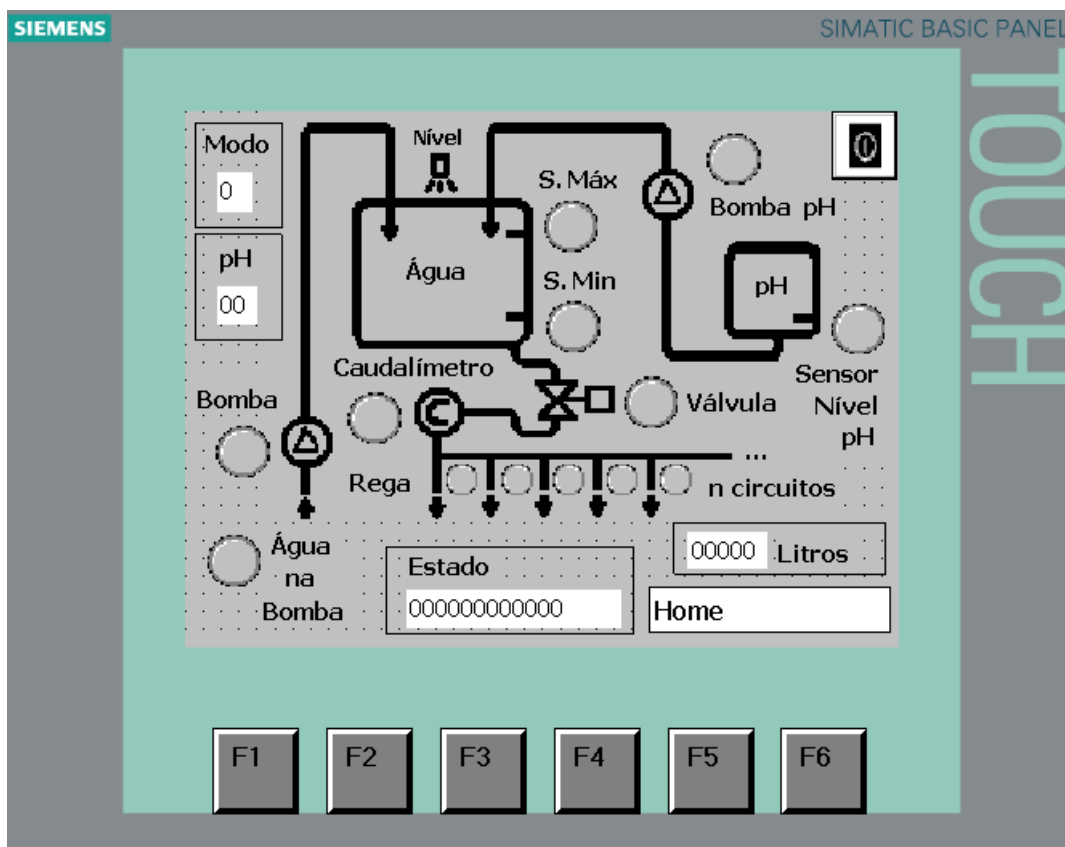 SIEMENS
SIMATIC BASIC PANEL
TOUCH
Modo
0
Nível
S. Máx
0
Bomba pH
pH
00
Água
S. Min
pH
Caudalímetro
Sensor
Nível
pH
Bomba
Válvula
C
...
Rega
n circuitos
Água
na
Bomba
Estado
000000000000
00000 Litros
Home
F1
F2
F3
F4
F5
F6